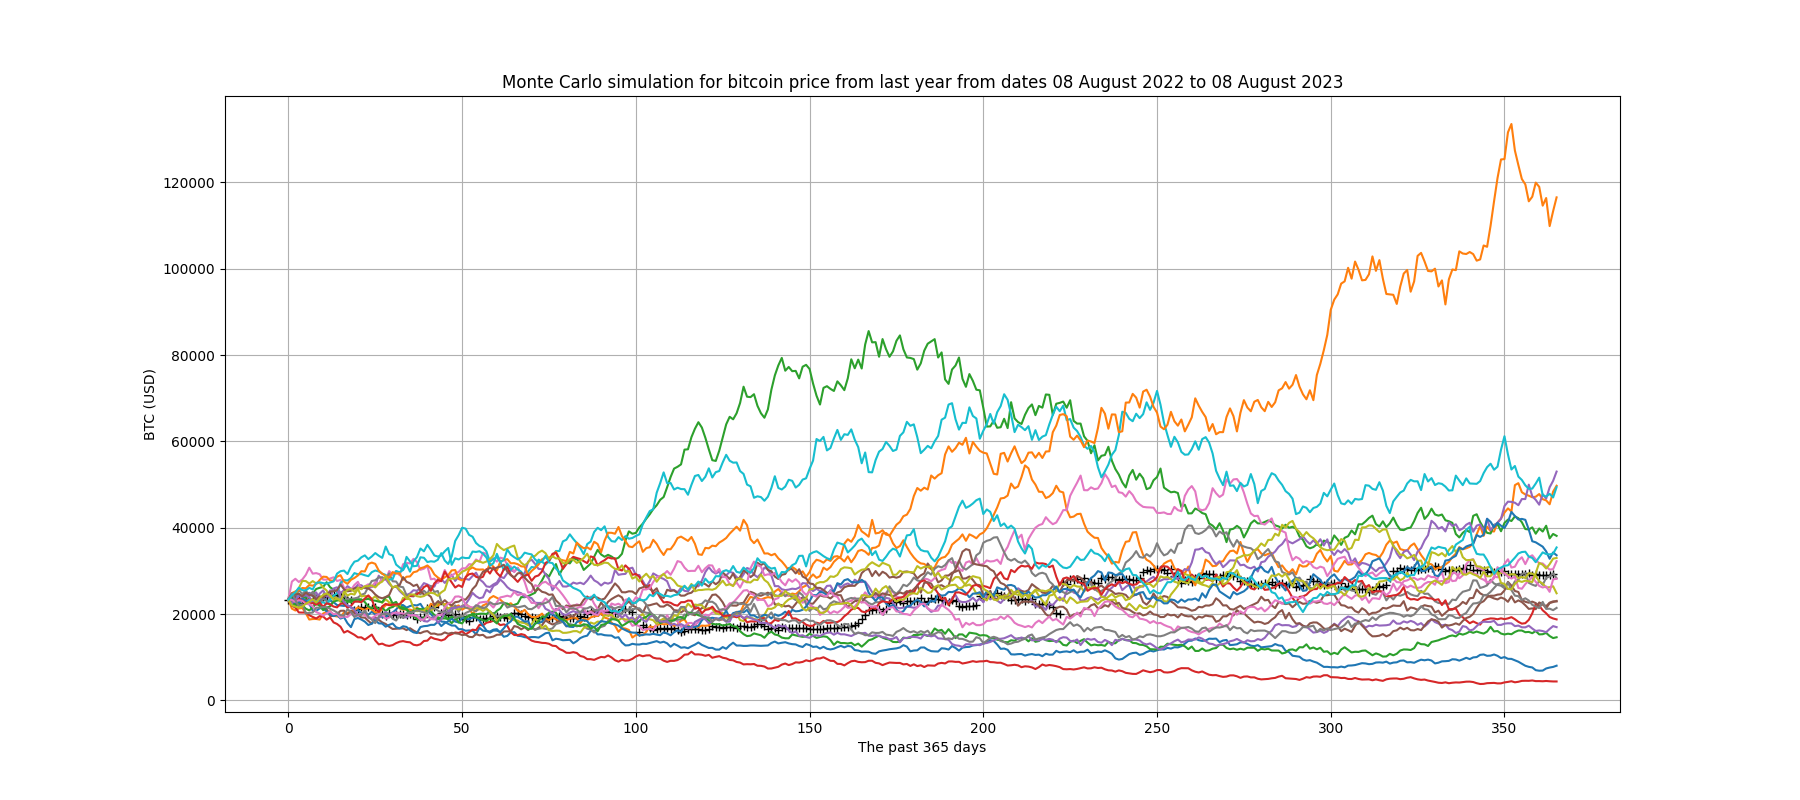 Monte Carlo simulation for bitcoin price from last year from dates 08 August 2022 to 08 August 2023
120000
100000
80000
60000
40000
20000
0
BTC (USD)
0 50 100 150 200 250 300 350
The past 365 days